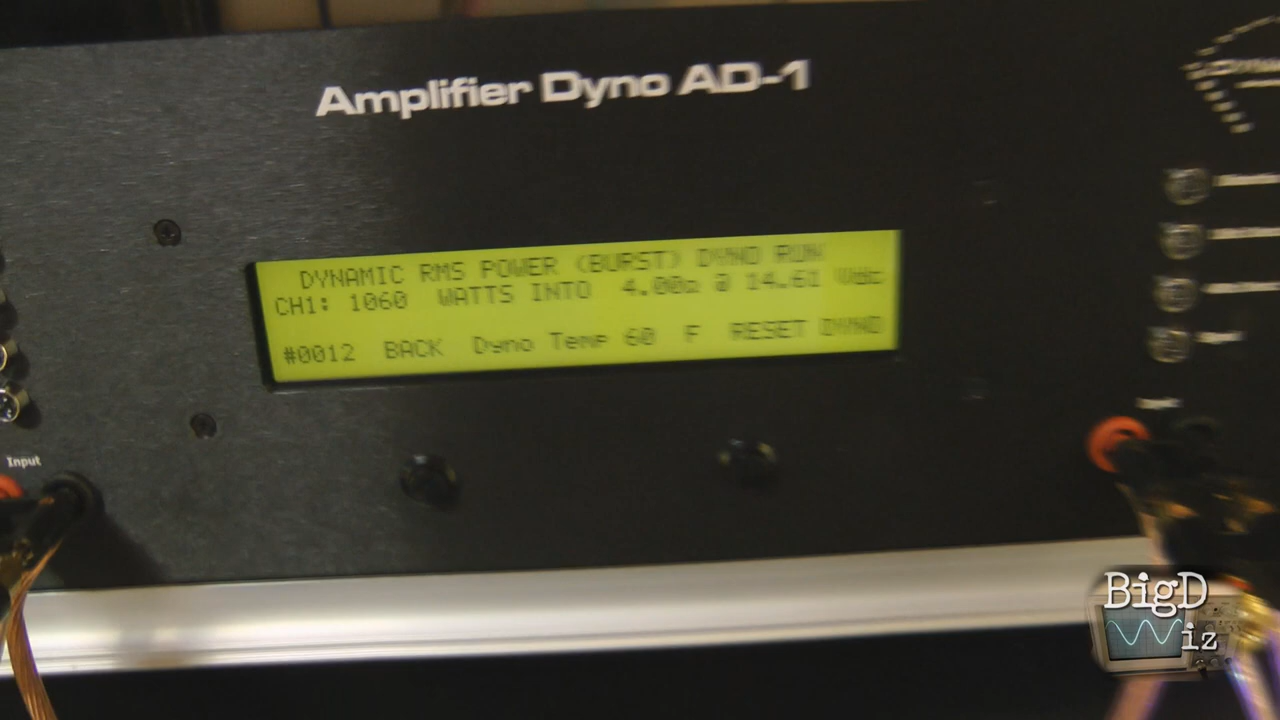 Amplifier Dyno AD-1
DYNAMIC RMS POWER (BURST) DYNO RUN
CH1: 1060 WATTS INTO 4.00Ω @ 14.61 Vdc
#0012 BACK Dyno Temp 60 F RESET DYNO
Input
BigD
iz